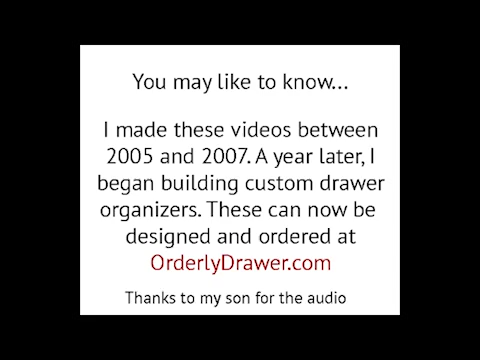 You may like to know...
I made these videos between
2005 and 2007. A year later, I
began building custom drawer
organizers. These can now be
designed and ordered at
OrderlyDrawer.com
Thanks to my son for the audio